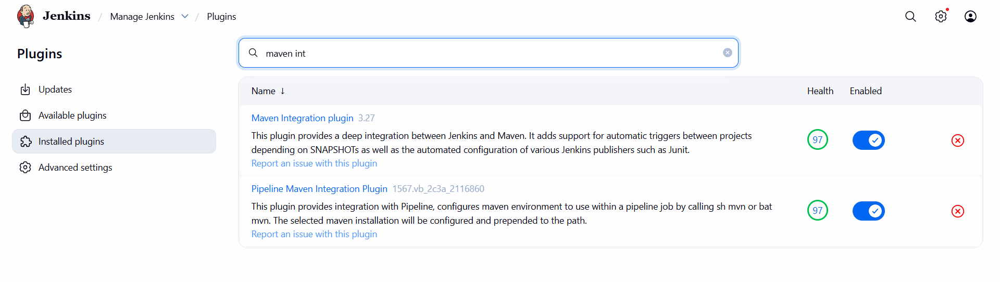 Jenkins / Manage Jenkins / Plugins
Plugins
Updates
Available plugins
Installed plugins
Advanced settings
maven int
Name ↓ Health Enabled
Maven Integration plugin 3.27
This plugin provides a deep integration between Jenkins and Maven. It adds support for automatic triggers between projects
depending on SNAPSHOTs as well as the automated configuration of various Jenkins publishers such as Junit.
Report an issue with this plugin
97
Pipeline Maven Integration Plugin 1567.vb_2c3a_2116860
This plugin provides integration with Pipeline, configures maven environment to use within a pipeline job by calling sh mvn or bat
mvn. The selected maven installation will be configured and prepended to the path.
Report an issue with this plugin
97